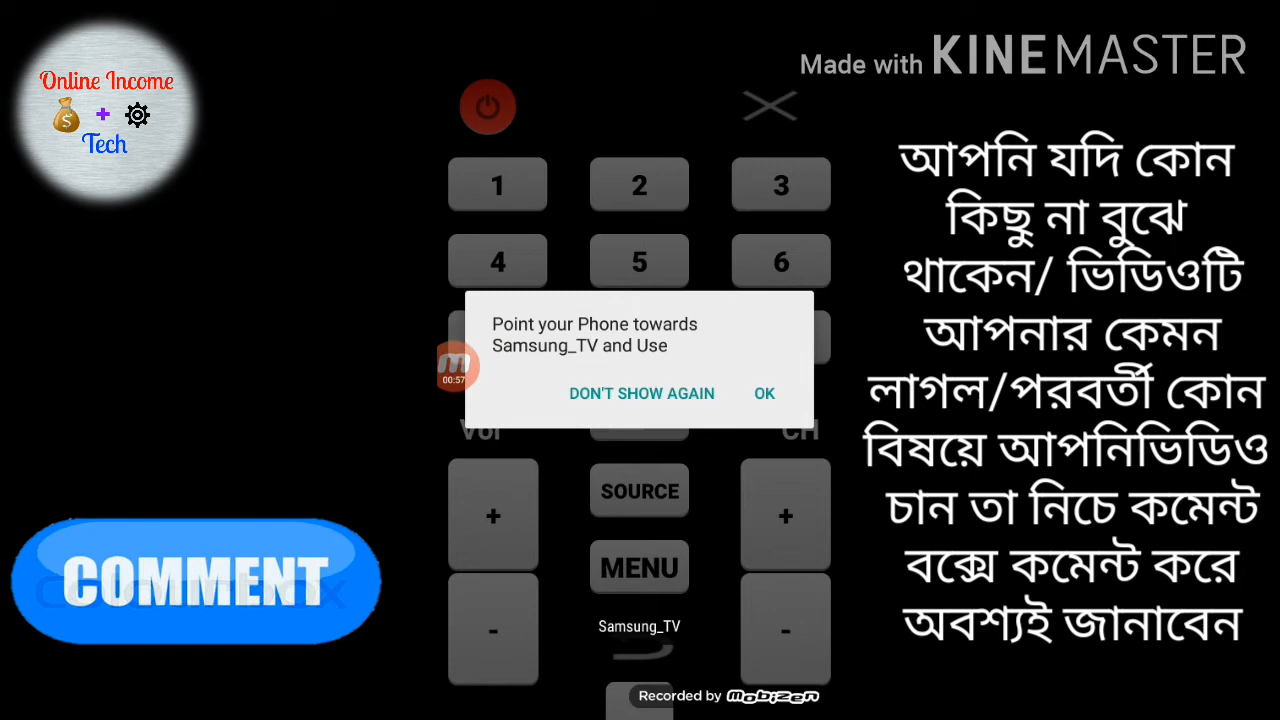 Online Income
+
Tech
Made with KINEMASTER
1
2
3
4
5
6
Point your Phone towards
Samsung_TV and Use
DON'T SHOW AGAIN
OK
00:57
Vol
CH
SOURCE
+
+
MENU
-
-
Samsung_TV
Recorded by MOBIZEN
COMMENT
আপনি যদি কোন
কিছু না বুঝে
থাকেন/ ভিডিওটি
আপনার কেমন
লাগল/পরবর্তী কোন
বিষয়ে আপনিভিডিও
চান তা নিচে কমেন্ট
বক্সে কমেন্ট করে
অবশ্যই জানাবেন